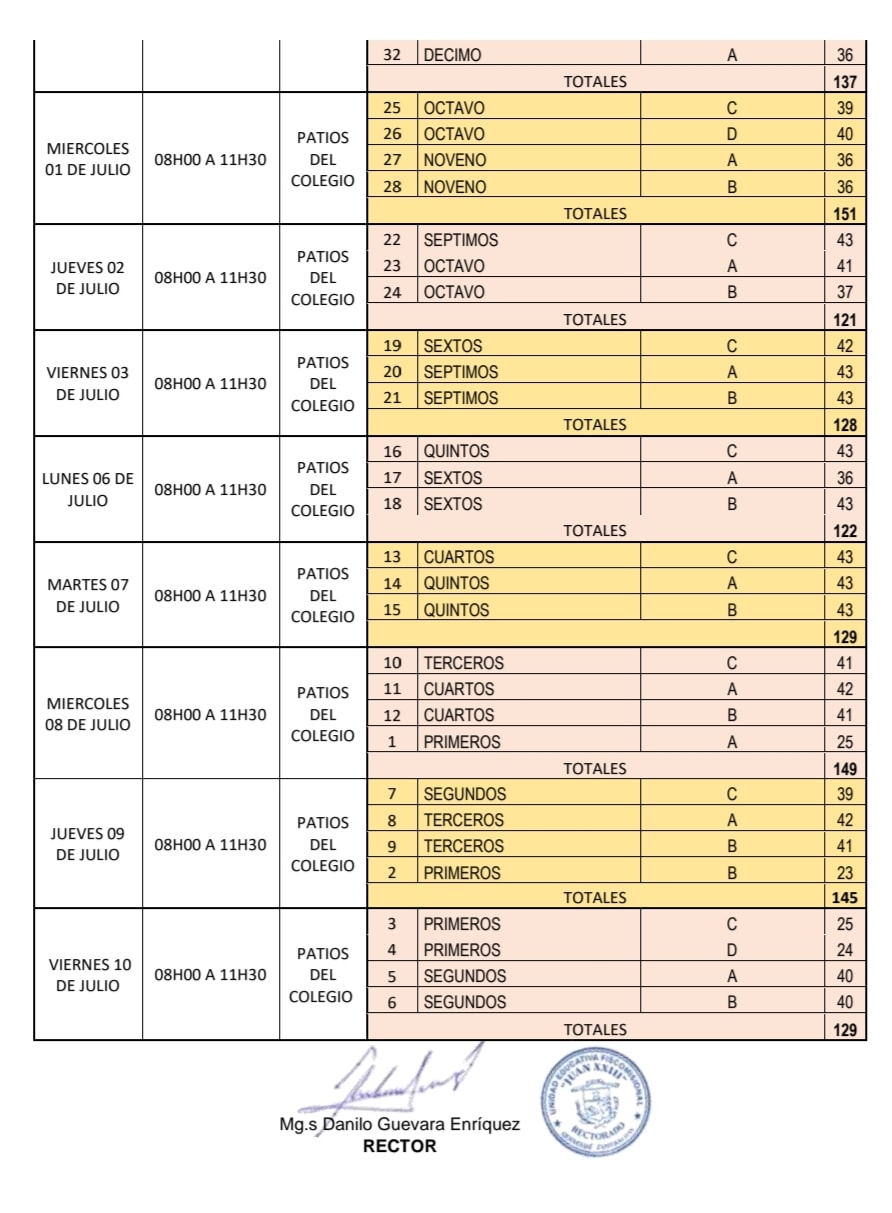 32 DECIMO A 36
TOTALES 137
MIERCOLES 01 DE JULIO 08H00 A 11H30 PATIOS DEL COLEGIO
25 OCTAVO C 39
26 OCTAVO D 40
27 NOVENO A 36
28 NOVENO B 36
TOTALES 151
JUEVES 02 DE JULIO 08H00 A 11H30 PATIOS DEL COLEGIO
22 SEPTIMOS C 43
23 OCTAVO A 41
24 OCTAVO B 37
TOTALES 121
VIERNES 03 DE JULIO 08H00 A 11H30 PATIOS DEL COLEGIO
19 SEXTOS C 42
20 SEPTIMOS A 43
21 SEPTIMOS B 43
TOTALES 128
LUNES 06 DE JULIO 08H00 A 11H30 PATIOS DEL COLEGIO
16 QUINTOS C 43
17 SEXTOS A 36
18 SEXTOS B 43
TOTALES 122
MARTES 07 DE JULIO 08H00 A 11H30 PATIOS DEL COLEGIO
13 CUARTOS C 43
14 QUINTOS A 43
15 QUINTOS B 43
129
MIERCOLES 08 DE JULIO 08H00 A 11H30 PATIOS DEL COLEGIO
10 TERCEROS C 41
11 CUARTOS A 42
12 CUARTOS B 41
1 PRIMEROS A 25
TOTALES 149
JUEVES 09 DE JULIO 08H00 A 11H30 PATIOS DEL COLEGIO
7 SEGUNDOS C 39
8 TERCEROS A 42
9 TERCEROS B 41
2 PRIMEROS B 23
TOTALES 145
VIERNES 10 DE JULIO 08H00 A 11H30 PATIOS DEL COLEGIO
3 PRIMEROS C 25
4 PRIMEROS D 24
5 SEGUNDOS A 40
6 SEGUNDOS B 40
TOTALES 129
Mg.s Danilo Guevara Enríquez
RECTOR
UNIDAD EDUCATIVA FISCOMISIONAL
"JUAN XXIII"
RECTORADO